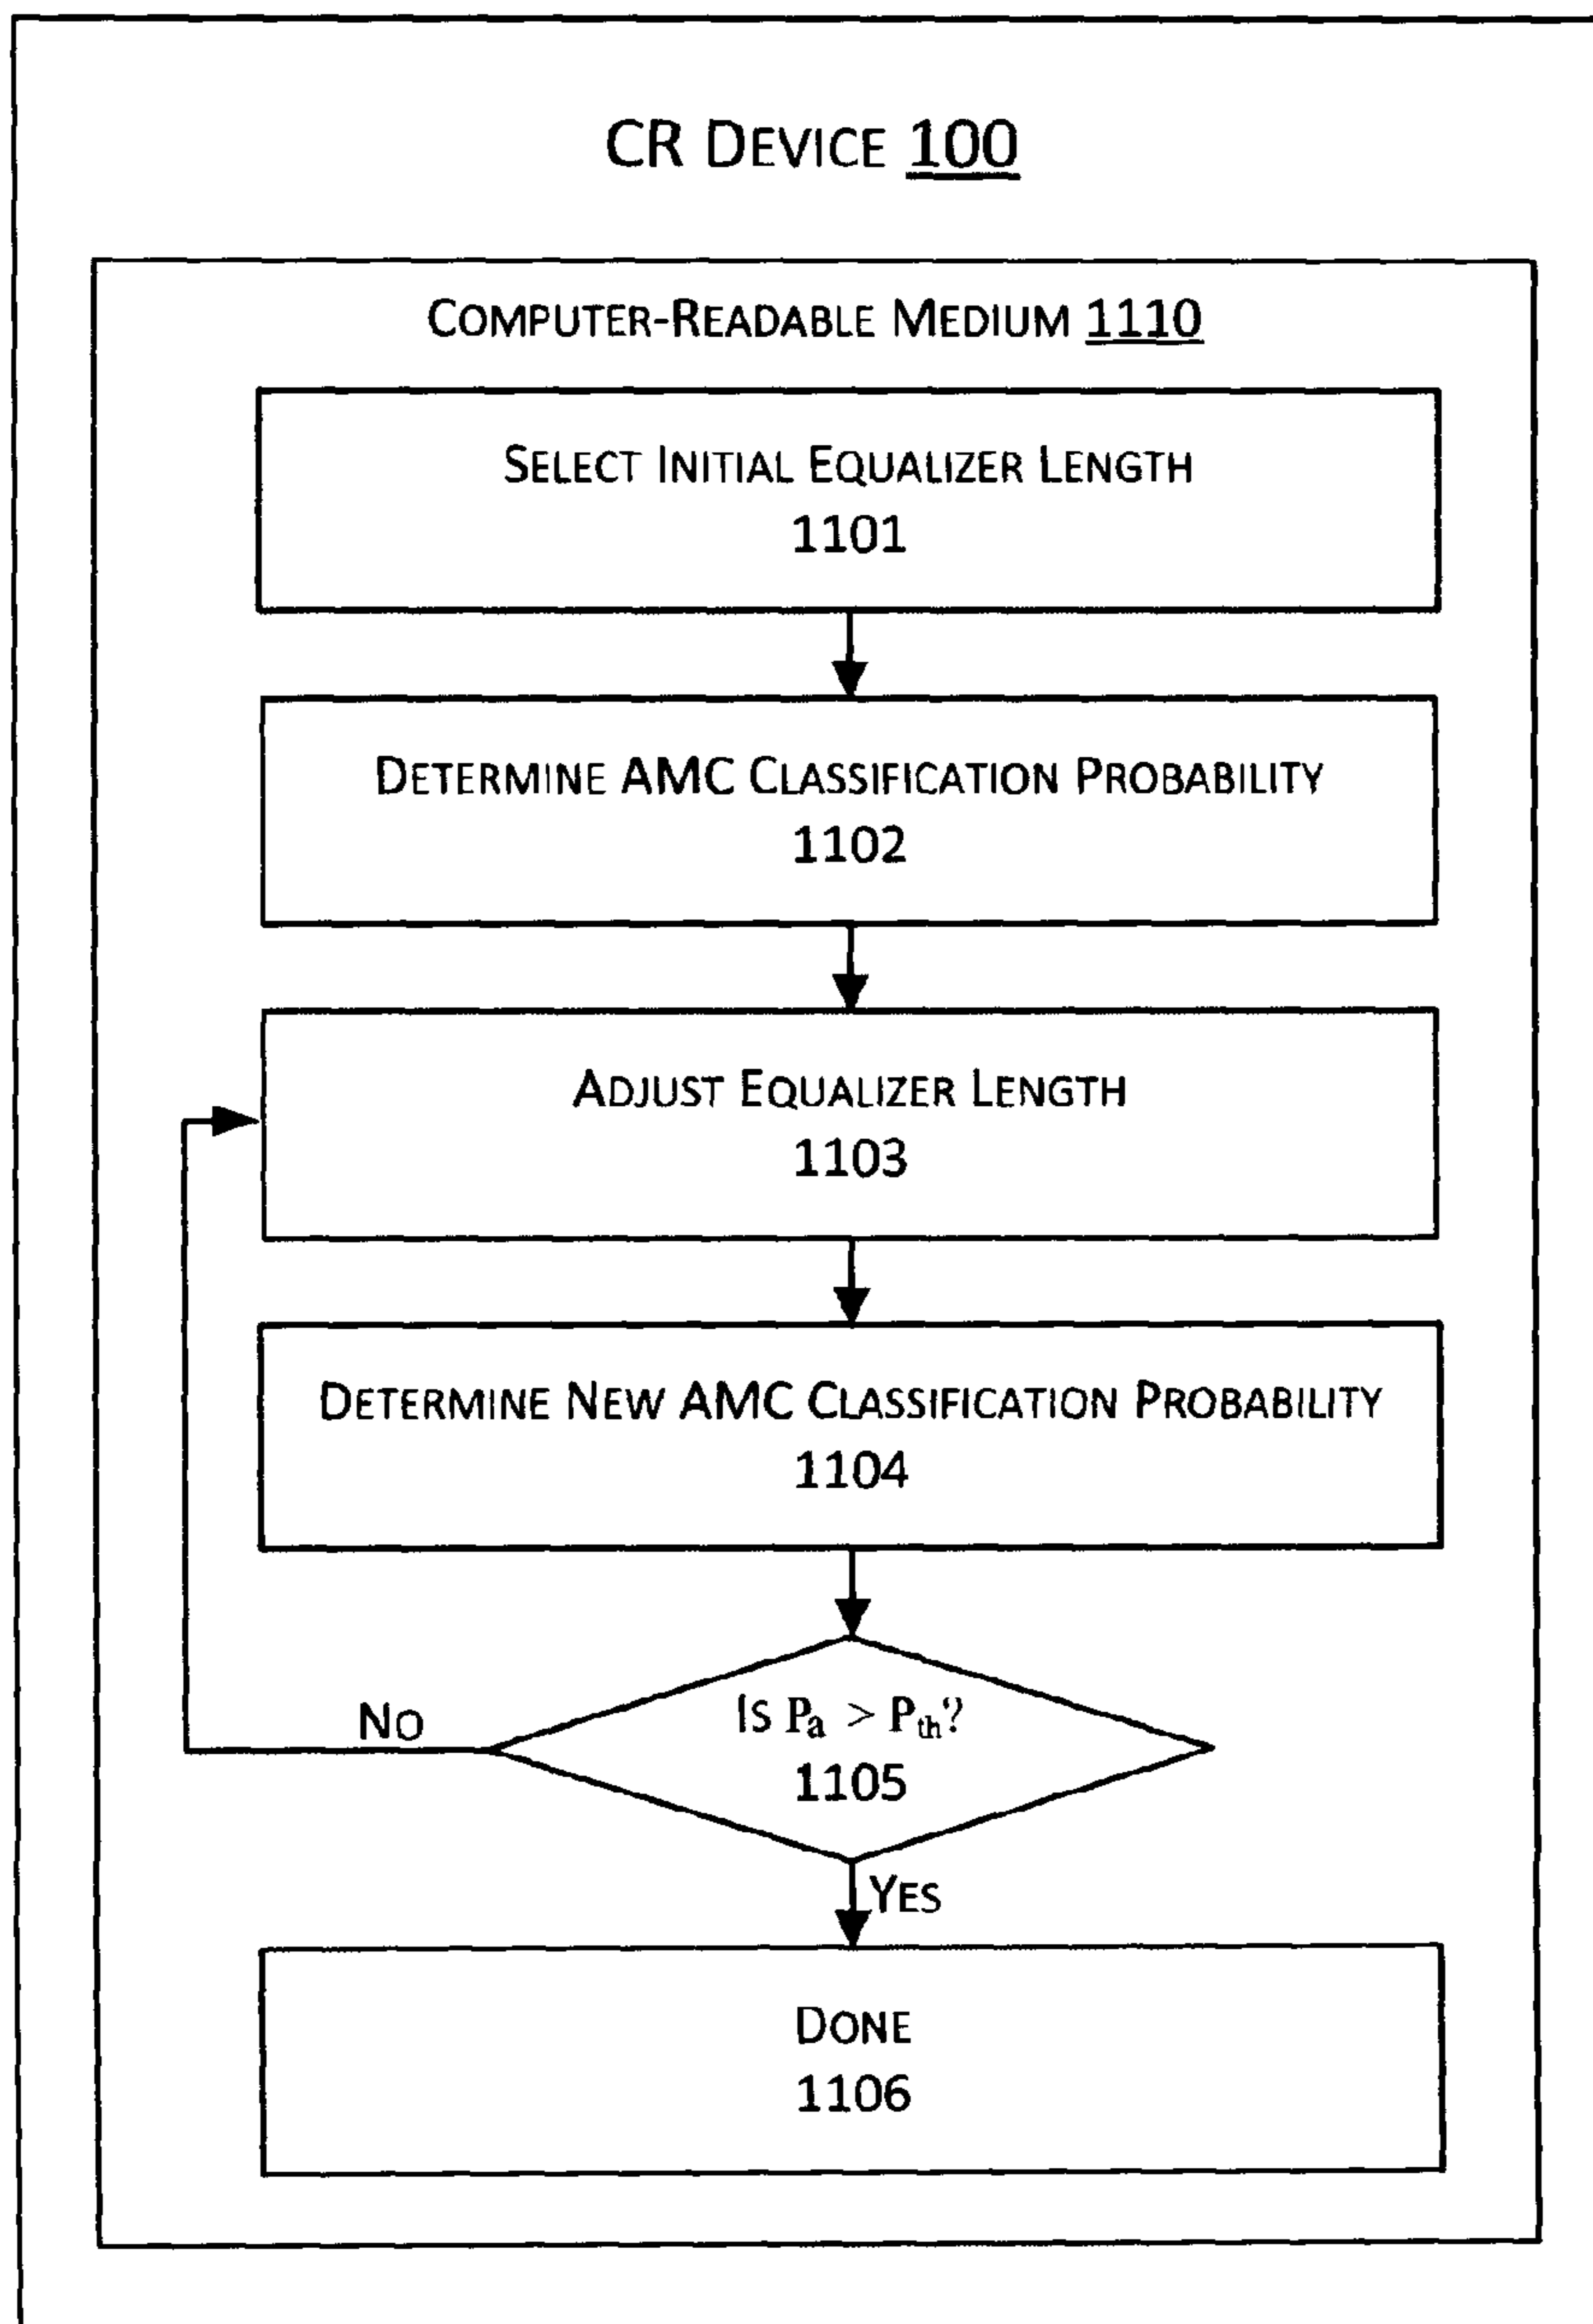 CR DEVICE 100
COMPUTER-READABLE MEDIUM 1110
SELECT INITIAL EQUALIZER LENGTH
1101
DETERMINE AMC CLASSIFICATION PROBABILITY
1102
ADJUST EQUALIZER LENGTH
1103
DETERMINE NEW AMC CLASSIFICATION PROBABILITY
1104
IS Pa > Pth?
NO
1105
YES
DONE
1106